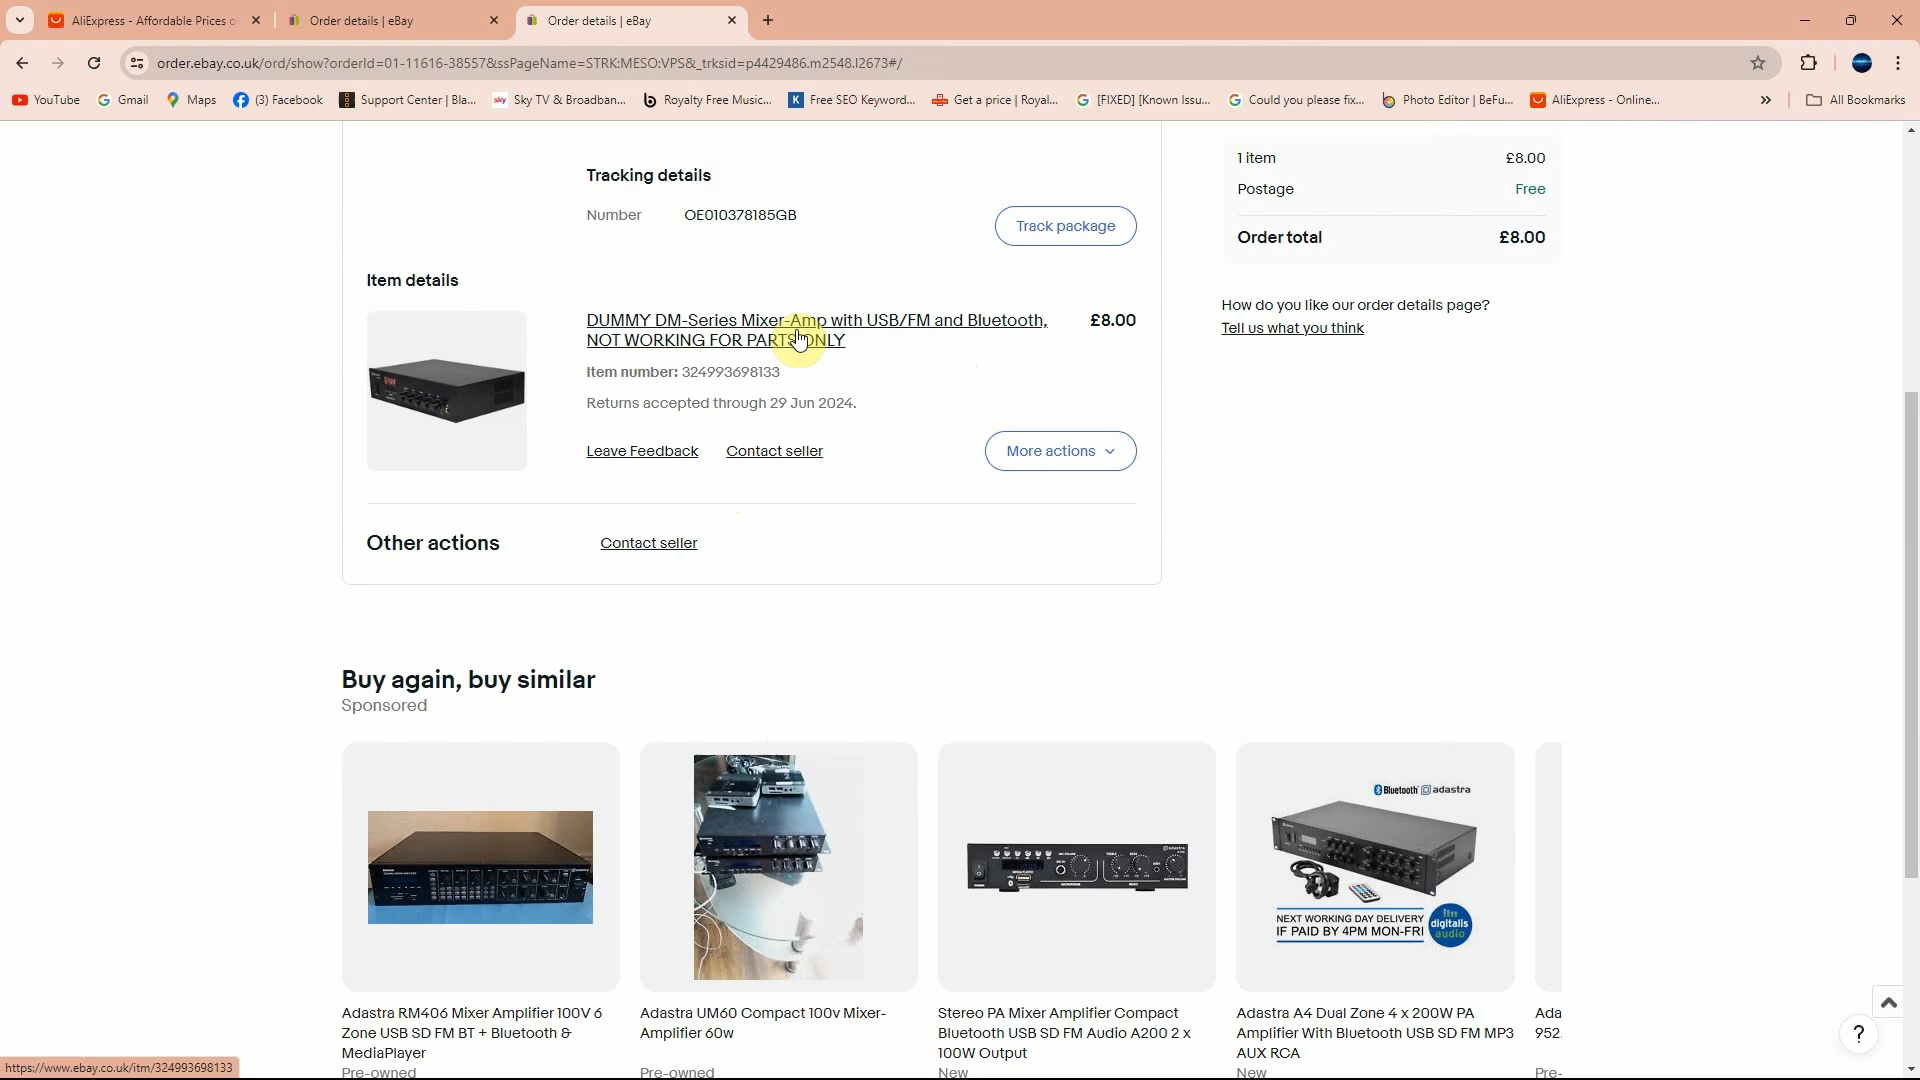 AliExpress - Affordable Prices o
Order details | eBay
Order details | eBay
order.ebay.co.uk/ord/show?orderId=01-11616-38557&ssPageName=STRK:MESO:VPS&_trksid=p4429486.m2548.l2673#/
YouTube
Gmail
Maps
(3) Facebook
Support Center | Bla...
Sky TV & Broadban...
Royalty Free Music...
Free SEO Keyword...
Get a price | Royal...
[FIXED] [Known Issu...
Could you please fix...
Photo Editor | BeFu...
AliExpress - Online...
All Bookmarks
Tracking details
Number OE010378185GB
Track package
Item details
DUMMY DM-Series Mixer-Amp with USB/FM and Bluetooth,
NOT WORKING FOR PARTS ONLY
£8.00
Item number: 324993698133
Returns accepted through 29 Jun 2024.
Leave Feedback
Contact seller
More actions
Other actions
Contact seller
1 item £8.00
Postage Free
Order total £8.00
How do you like our order details page?
Tell us what you think
Buy again, buy similar
Sponsored
Bluetooth adastra
NEXT WORKING DAY DELIVERY
IF PAID BY 4PM MON-FRI
digitalis
audio
Adastra RM406 Mixer Amplifier 100V 6
Zone USB SD FM BT + Bluetooth &
MediaPlayer
Pre-owned
Adastra UM60 Compact 100v Mixer-
Amplifier 60w
Pre-owned
Stereo PA Mixer Amplifier Compact
Bluetooth USB SD FM Audio A200 2 x
100W Output
New
Adastra A4 Dual Zone 4 x 200W PA
Amplifier With Bluetooth USB SD FM MP3
AUX RCA
New
Ada
952.
Pre-
?
https://www.ebay.co.uk/itm/324993698133